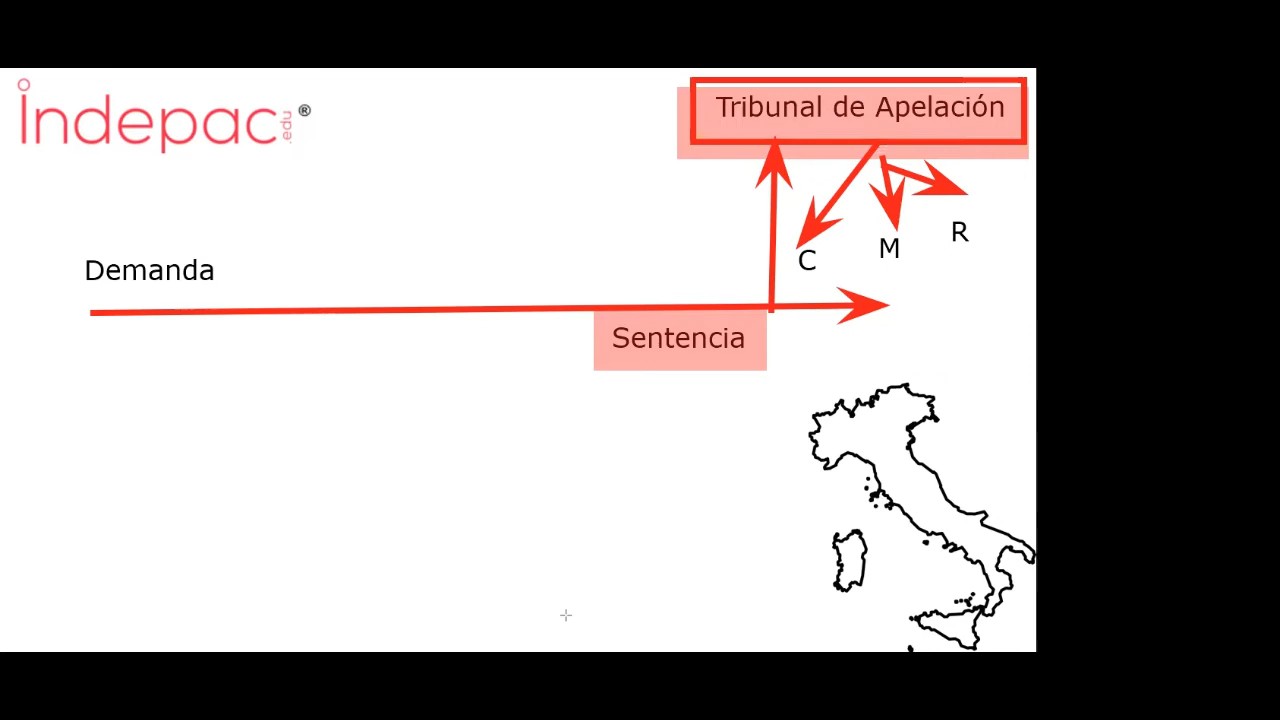 indepac.edu®
Tribunal de Apelación
R
M
C
Demanda
Sentencia